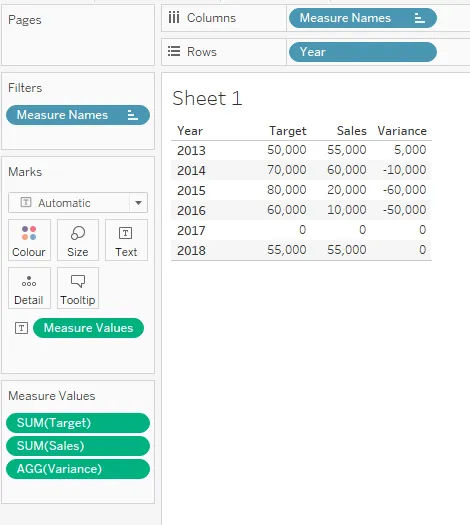 Pages
Columns Measure Names
Rows Year
Filters
Measure Names
Sheet 1
Year Target Sales Variance
2013 50,000 55,000 5,000
2014 70,000 60,000 -10,000
2015 80,000 20,000 -60,000
2016 60,000 10,000 -50,000
2017 0 0 0
2018 55,000 55,000 0
Marks
T Automatic
Colour Size Text
Detail Tooltip
T Measure Values
Measure Values
SUM(Target)
SUM(Sales)
AGG(Variance)